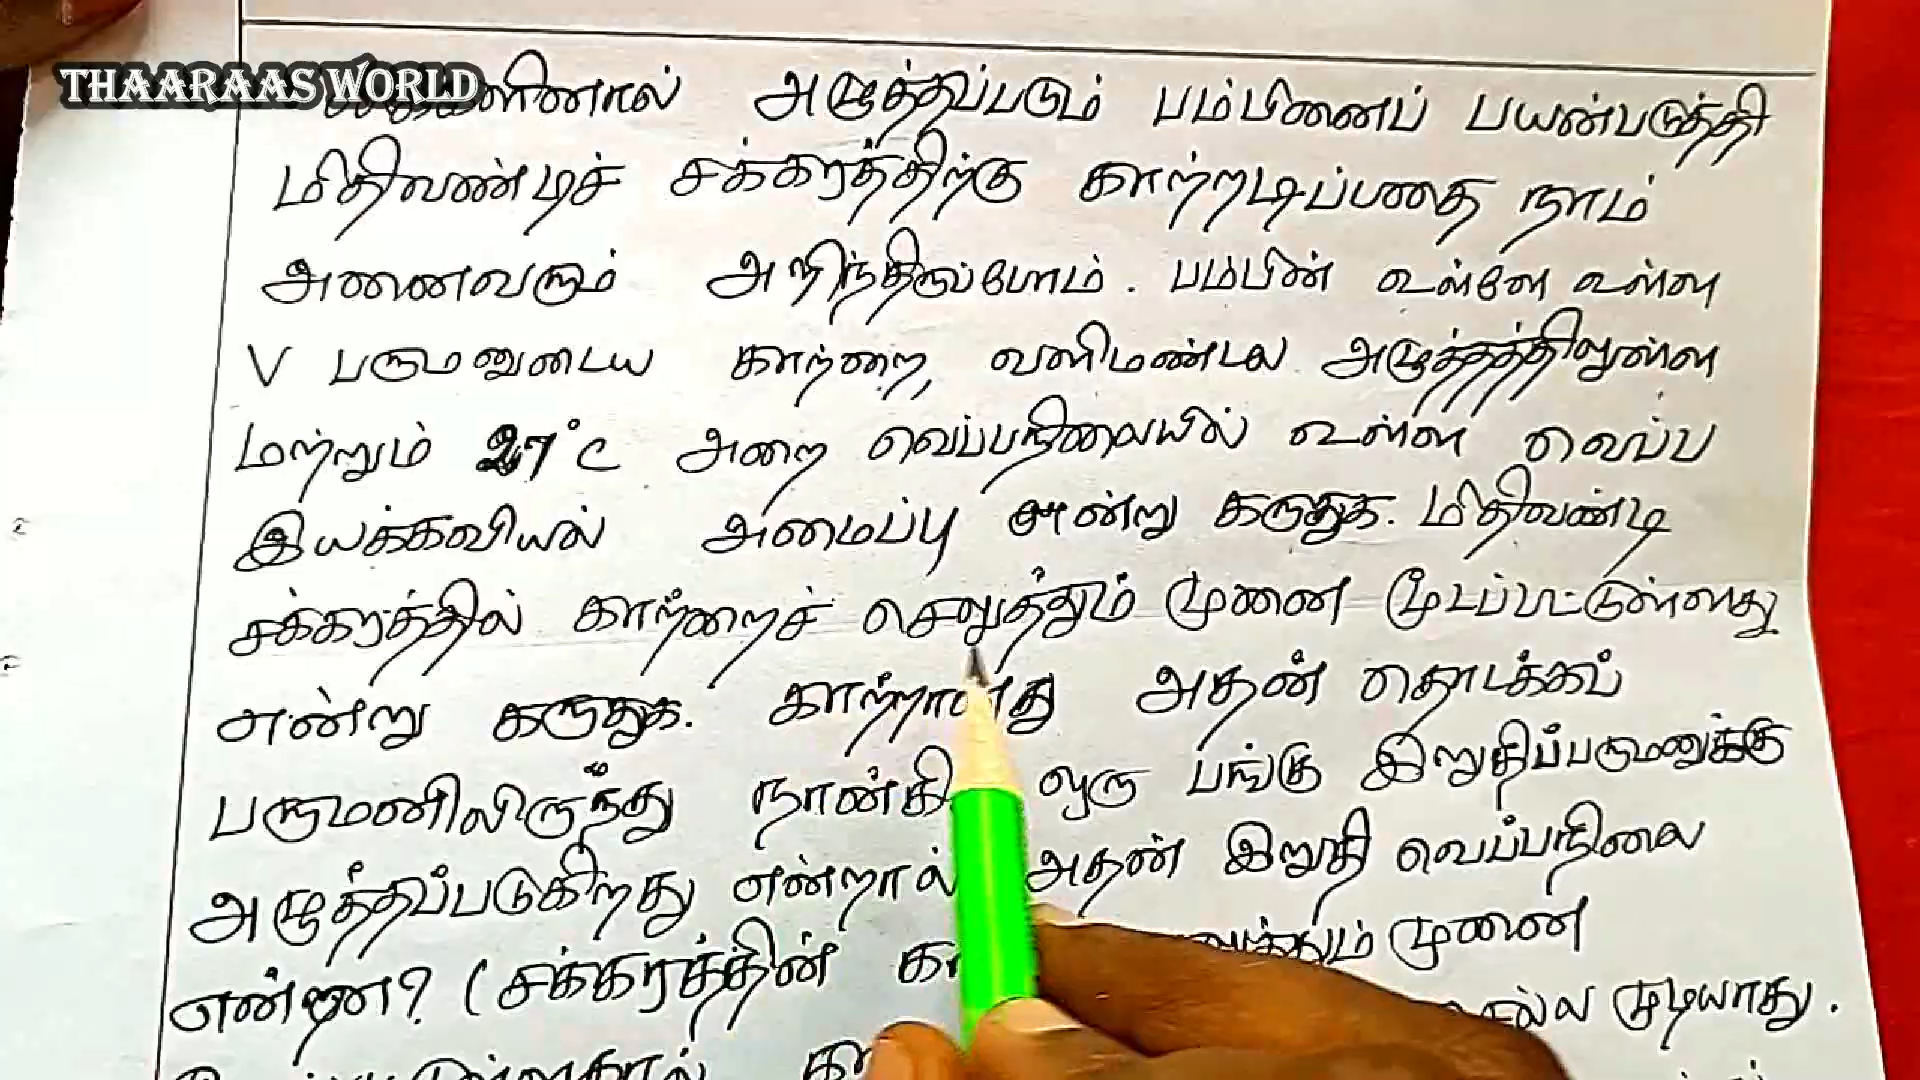 THAARAAS WORLD
அழுத்தப்படும் பம்பினைப் பயன்படுத்தி
மிதிவண்டிச் சக்கரத்திற்கு காற்றடிப்பதை நாம்
அனைவரும் அறிந்திருப்போம். பம்பின் உள்ளே உள்ள
V பருமனுடைய காற்றை, வளிமண்டல அழுத்தத்திலுள்ள
மற்றும் 27°C அறை வெப்பநிலையில் உள்ள வெப்ப
இயக்கவியல் அமைப்பு என்று கருதுக. மிதிவண்டி
சக்கரத்தில் காற்றைச் செலுத்தும் முனை மூடப்பட்டுள்ளது
என்று கருதுக. காற்றானது அதன் தொடக்கப்
பருமனிலிருந்து ஒரு பங்கு இறுதிப்பருமனுக்கு
அழுத்தப்படுகிறது என்றால் அதன் இறுதி வெப்பநிலை
என்ன? (சக்கரத்தின் முனை
முடியாது.